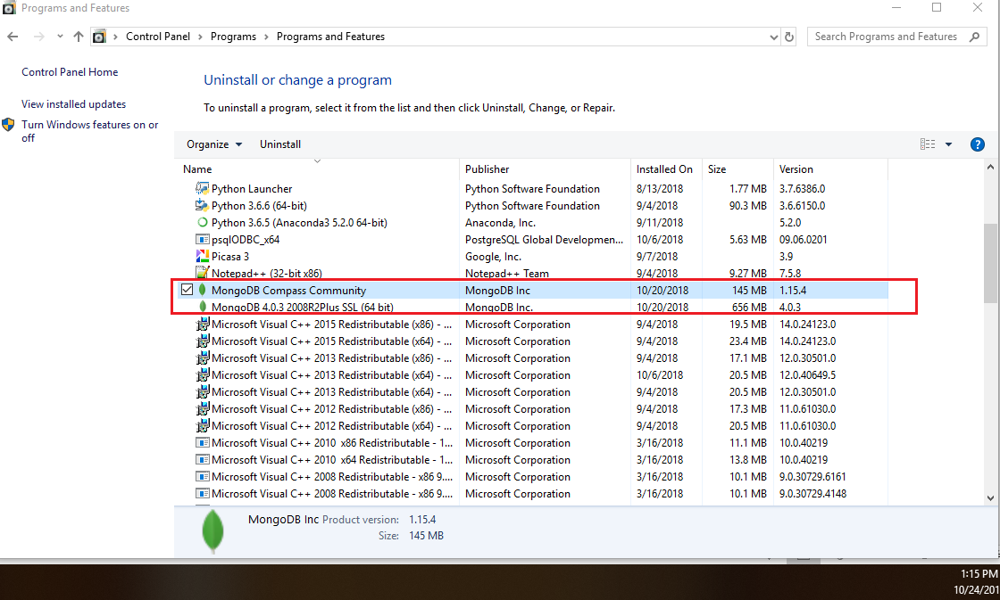 Programs and Features
Control Panel > Programs > Programs and Features
Search Programs and Features
Control Panel Home
View installed updates
Turn Windows features on or
off
Uninstall or change a program
To uninstall a program, select it from the list and then click Uninstall, Change, or Repair.
Organize Uninstall
Name Publisher Installed On Size Version
Python Launcher Python Software Foundation 8/13/2018 1.77 MB 3.7.6386.0
Python 3.6.6 (64-bit) Python Software Foundation 9/4/2018 90.3 MB 3.6.6150.0
Python 3.6.5 (Anaconda3 5.2.0 64-bit) Anaconda, Inc. 9/11/2018 5.2.0
psqlODBC_x64 PostgreSQL Global Developmen... 10/6/2018 5.63 MB 09.06.0201
Picasa 3 Google, Inc. 9/7/2018 3.9
Notepad++ (32-bit x86) Notepad++ Team 9/4/2018 9.27 MB 7.5.8
MongoDB Compass Community MongoDB Inc 10/20/2018 145 MB 1.15.4
MongoDB 4.0.3 2008R2Plus SSL (64 bit) MongoDB Inc. 10/20/2018 656 MB 4.0.3
Microsoft Visual C++ 2015 Redistributable (x86) - ... Microsoft Corporation 9/4/2018 19.5 MB 14.0.24123.0
Microsoft Visual C++ 2015 Redistributable (x64) - ... Microsoft Corporation 9/4/2018 23.4 MB 14.0.24123.0
Microsoft Visual C++ 2013 Redistributable (x86) - ... Microsoft Corporation 9/4/2018 17.1 MB 12.0.30501.0
Microsoft Visual C++ 2013 Redistributable (x64) - ... Microsoft Corporation 10/6/2018 20.5 MB 12.0.40649.5
Microsoft Visual C++ 2013 Redistributable (x64) - ... Microsoft Corporation 9/4/2018 20.5 MB 12.0.30501.0
Microsoft Visual C++ 2012 Redistributable (x86) - ... Microsoft Corporation 9/4/2018 17.3 MB 11.0.61030.0
Microsoft Visual C++ 2012 Redistributable (x64) - ... Microsoft Corporation 9/4/2018 20.5 MB 11.0.61030.0
Microsoft Visual C++ 2010 x86 Redistributable - 1... Microsoft Corporation 3/16/2018 11.1 MB 10.0.40219
Microsoft Visual C++ 2010 x64 Redistributable - 1... Microsoft Corporation 3/16/2018 13.8 MB 10.0.40219
Microsoft Visual C++ 2008 Redistributable - x86 9.... Microsoft Corporation 3/16/2018 10.1 MB 9.0.30729.6161
Microsoft Visual C++ 2008 Redistributable - x86 9.... Microsoft Corporation 3/16/2018 10.1 MB 9.0.30729.4148
MongoDB Inc Product version: 1.15.4
Size: 145 MB
1:15 PM
10/24/201